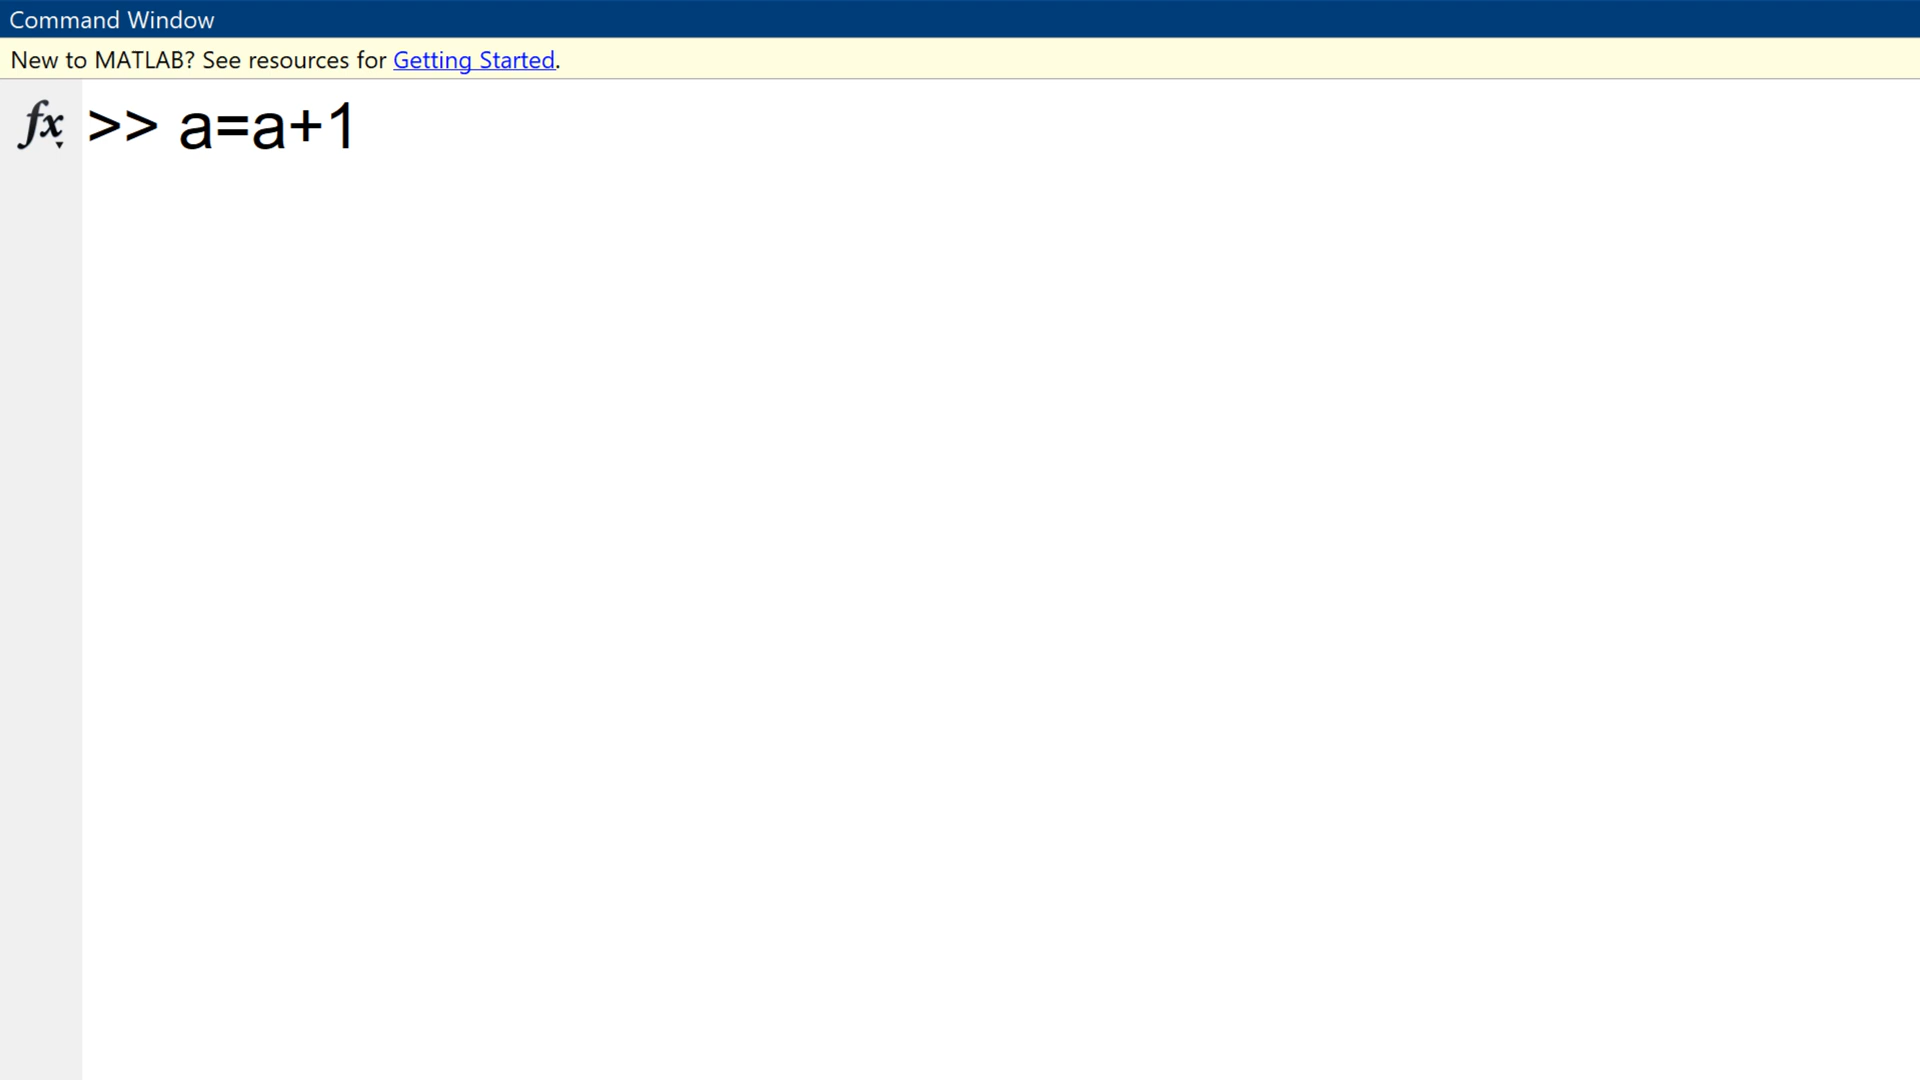 Command Window
New to MATLAB? See resources for Getting Started.
fx >> a=a+1